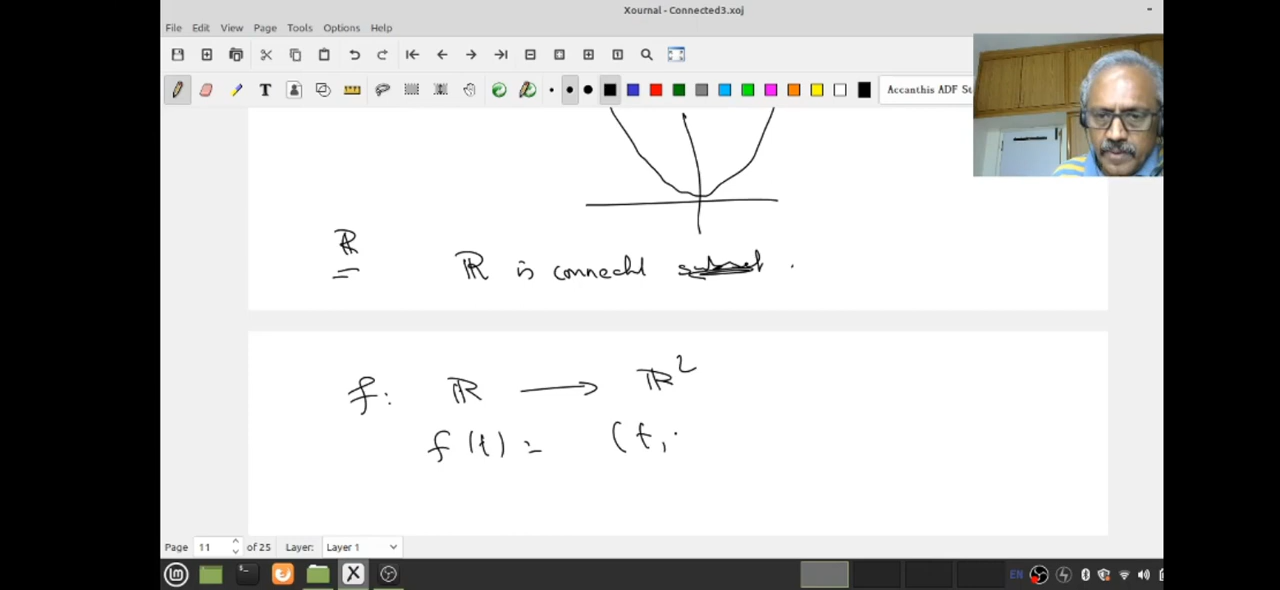 Xournal - Connected3.xoj
File Edit View Page Tools Options Help
Accanthis ADF S
ℝ
ℝ is connectd .
f: ℝ ⟶ ℝ²
f(t) = (t,
Page 11 of 25 Layer: Layer 1
EN